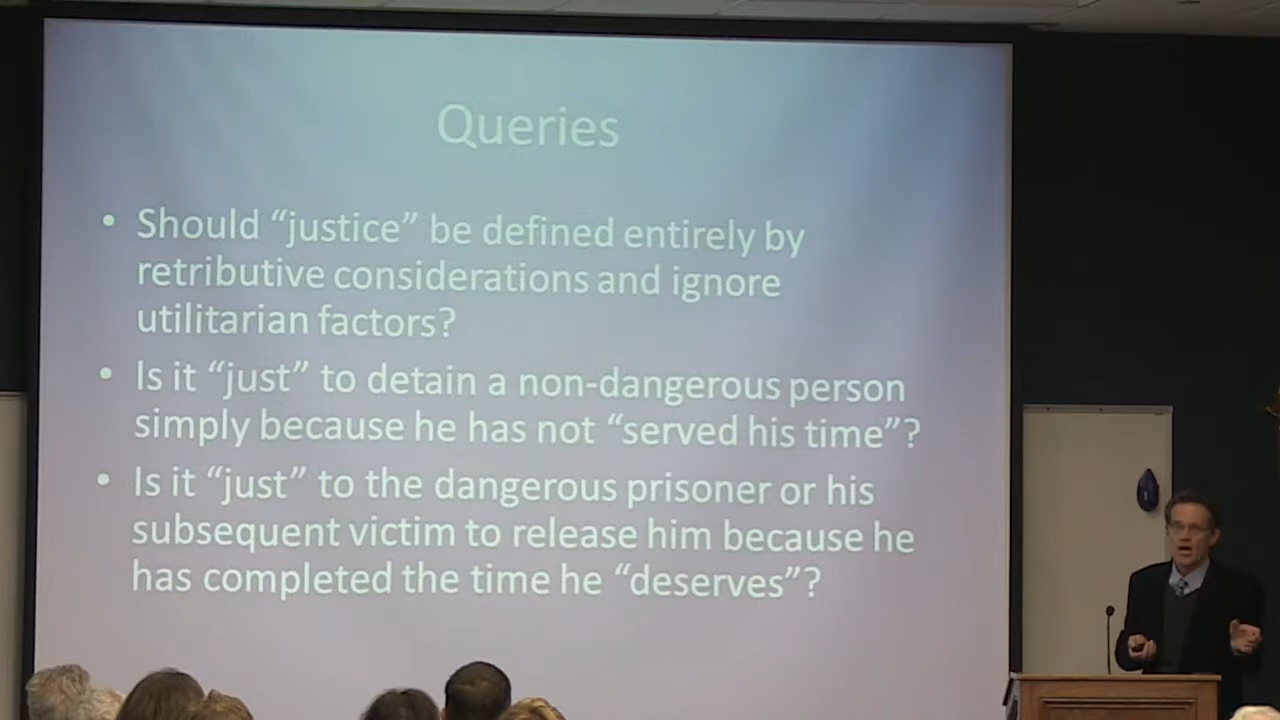 Queries
• Should “justice” be defined entirely by
retributive considerations and ignore
utilitarian factors?
• Is it “just” to detain a non-dangerous person
simply because he has not “served his time”?
• Is it “just” to the dangerous prisoner or his
subsequent victim to release him because he
has completed the time he “deserves”?